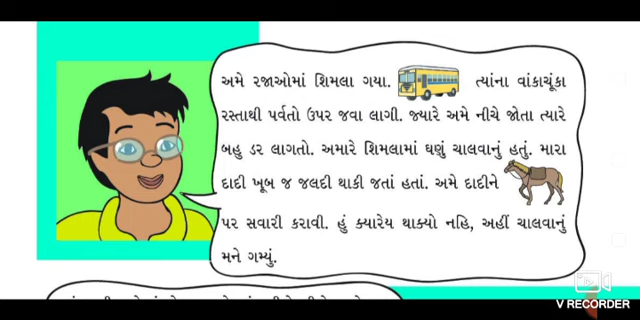 અમે રજાઓમાં શિમલા ગયા. ત્યાંના વાંકાચૂંકા
રસ્તાથી પર્વતો ઉપર જવા લાગી. જ્યારે અમે નીચે જોતા ત્યારે
બહુ ડર લાગતો. અમારે શિમલામાં ઘણું ચાલવાનું હતું. મારા
દાદી ખૂબ જ જલદી થાકી જતાં હતાં. અમે દાદીને
પર સવારી કરાવી. હું ક્યારેય થાક્યો નહિ, અહીં ચાલવાનું
મને ગમ્યું.
V RECORDER